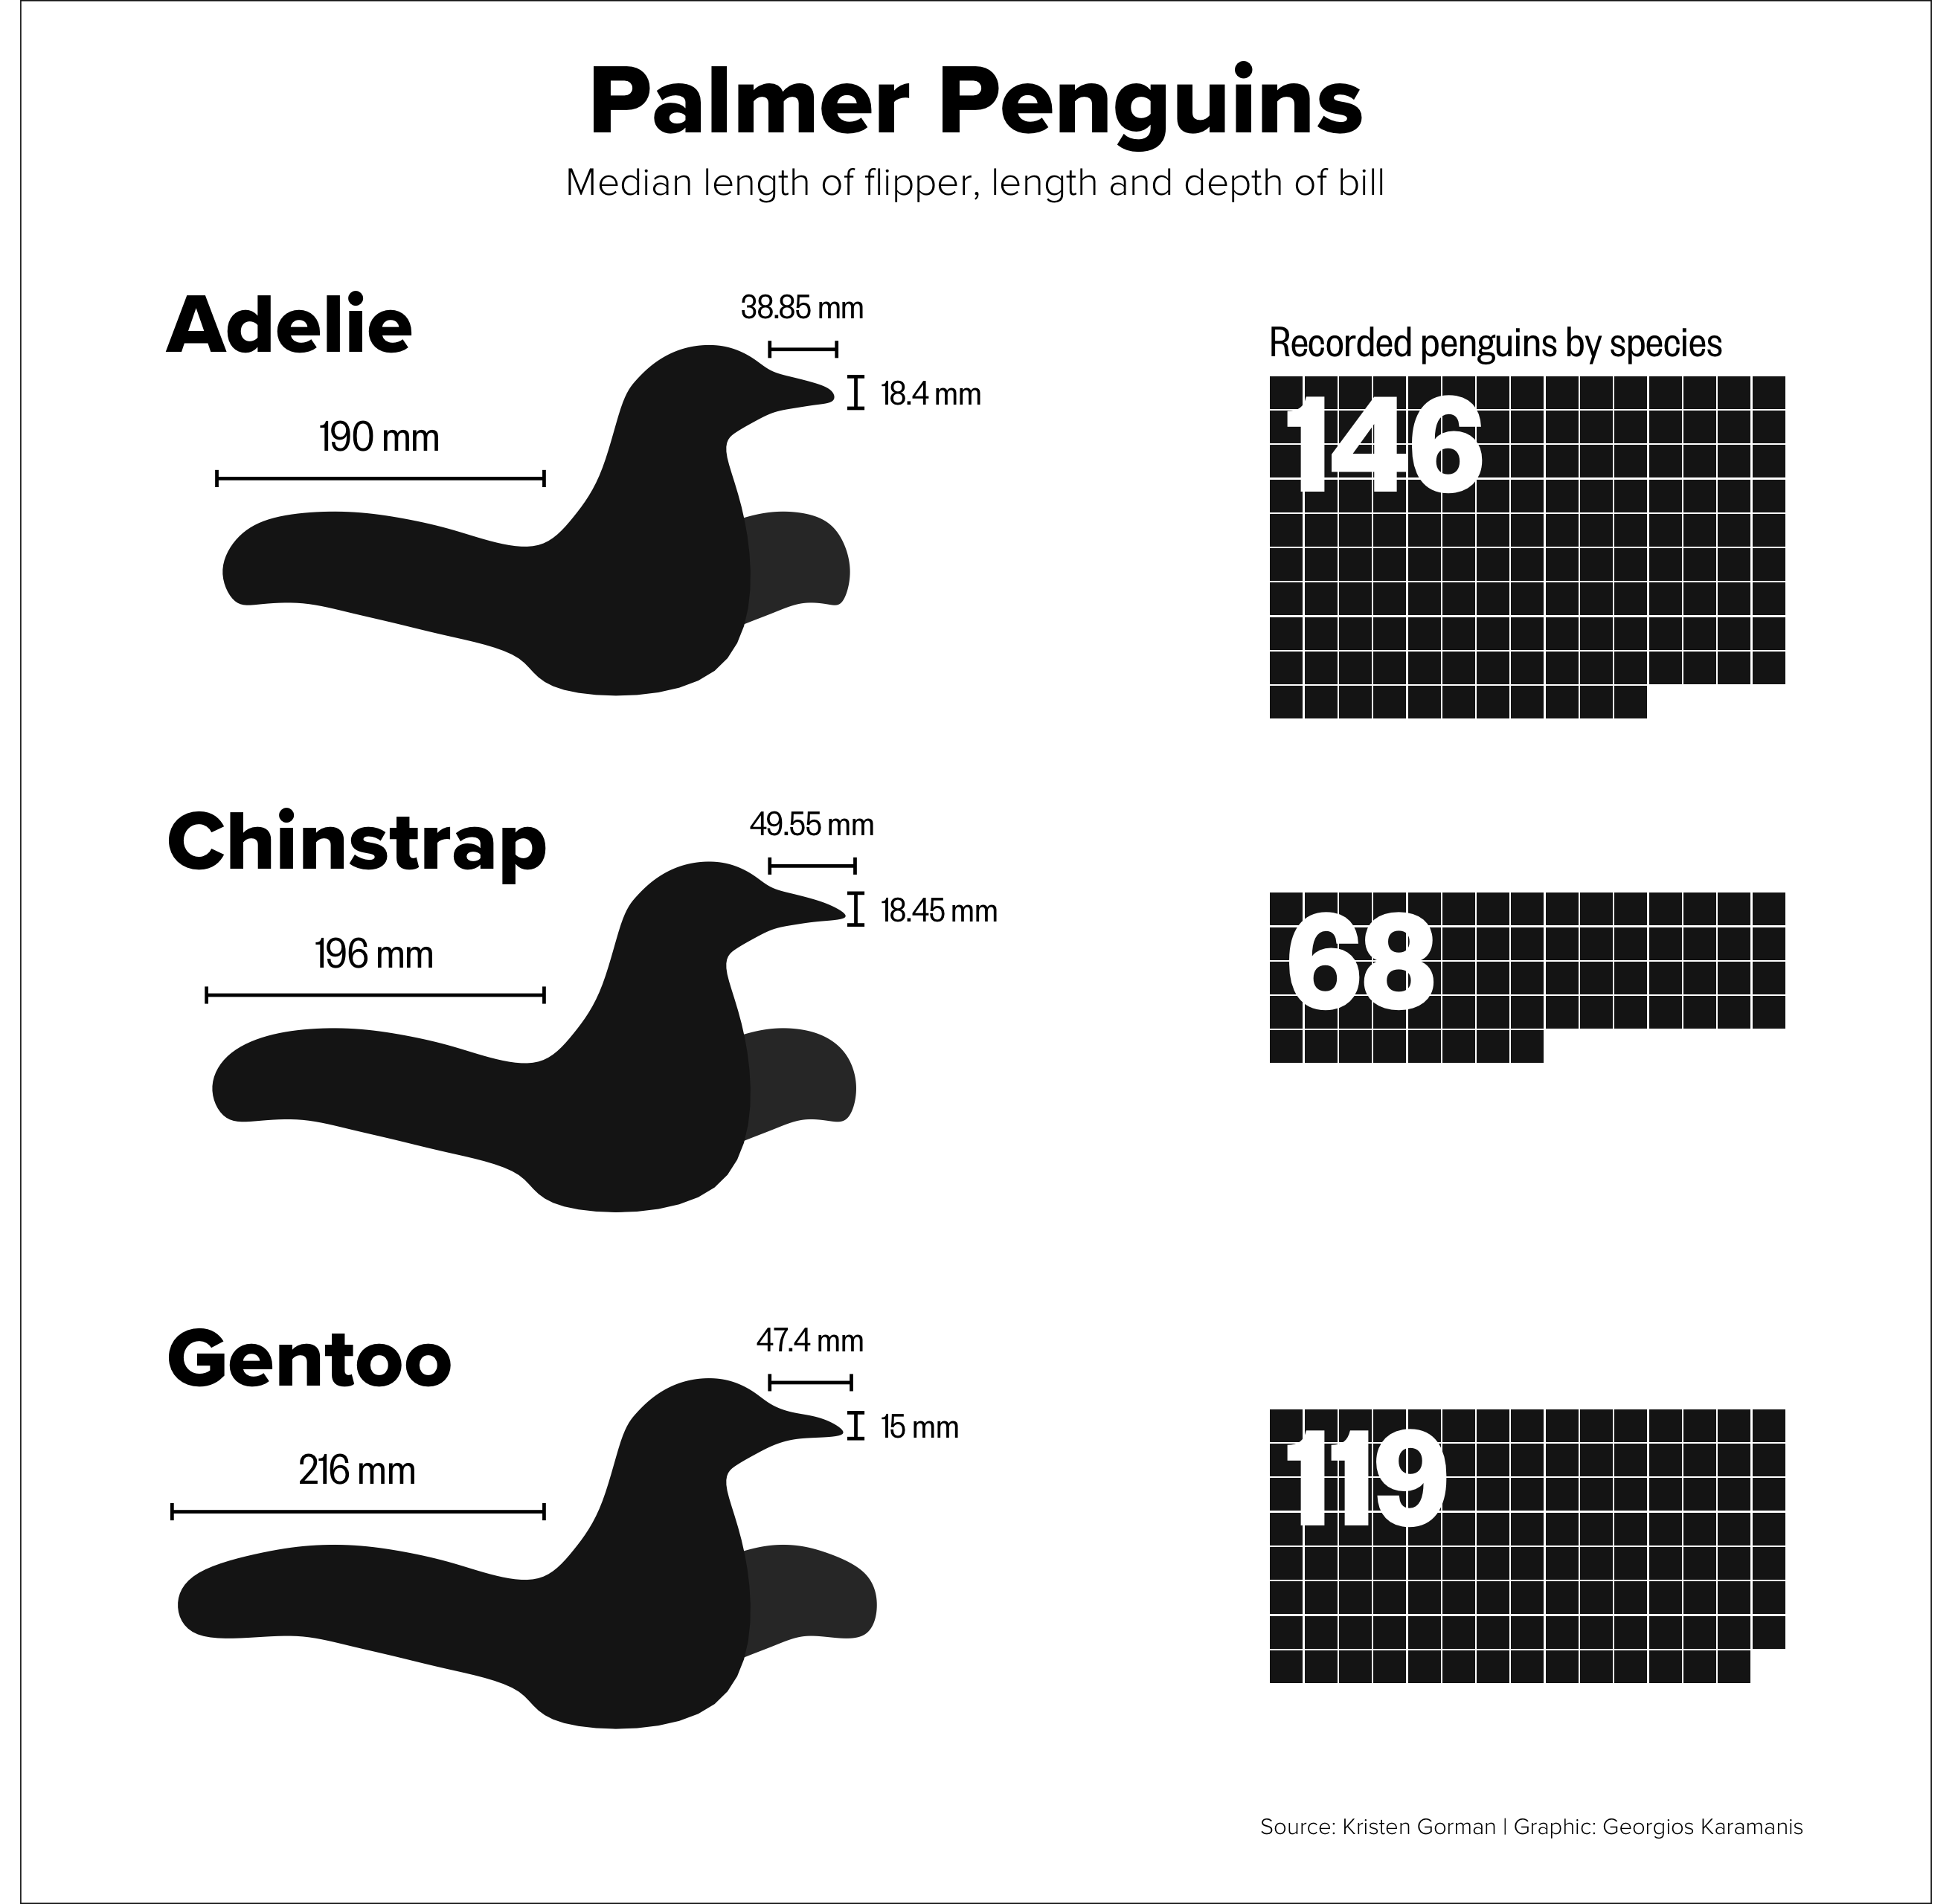 Palmer Penguins
Median length of flipper, length and depth of bill
Adelie
38.85 mm
18.4 mm
190 mm
Recorded penguins by species
146
Chinstrap
49.55 mm
18.45 mm
196 mm
68
Gentoo
47.4 mm
15 mm
216 mm
119
Source: Kristen Gorman | Graphic: Georgios Karamanis